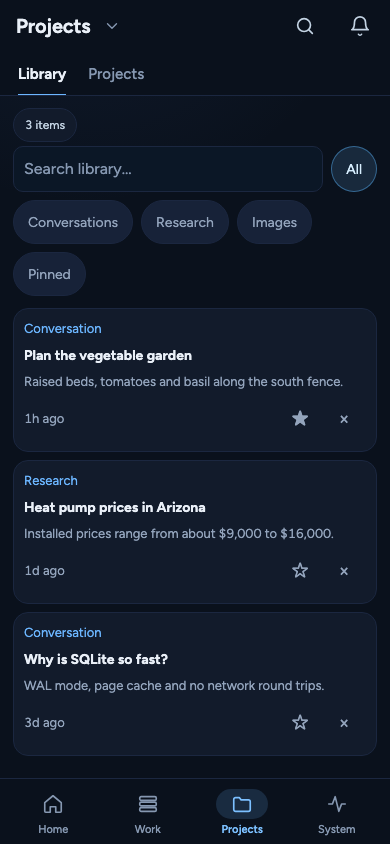 Projects
Library Projects
3 items
Search library...
All
Conversations Research Images
Pinned
Conversation
Plan the vegetable garden
Raised beds, tomatoes and basil along the south fence.
1h ago
Research
Heat pump prices in Arizona
Installed prices range from about $9,000 to $16,000.
1d ago
Conversation
Why is SQLite so fast?
WAL mode, page cache and no network round trips.
3d ago
Home Work Projects System